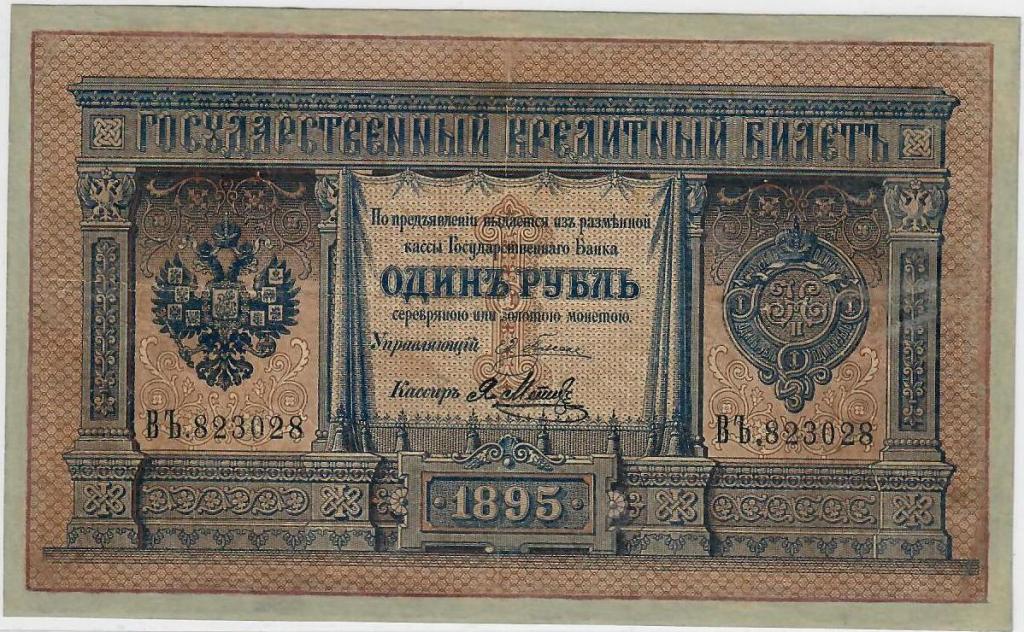 ГОСУДАРСТВЕННЫЙ КРЕДИТНЫЙ БИЛЕТЪ
По предъявленіи выдается изъ размѣнной
кассы Государственнаго Банка
ОДИНЪ РУБЛЬ
серебряною или золотою монетою.
Управляющій
Кассиръ
ВЪ.823028
ВЪ.823028
1895